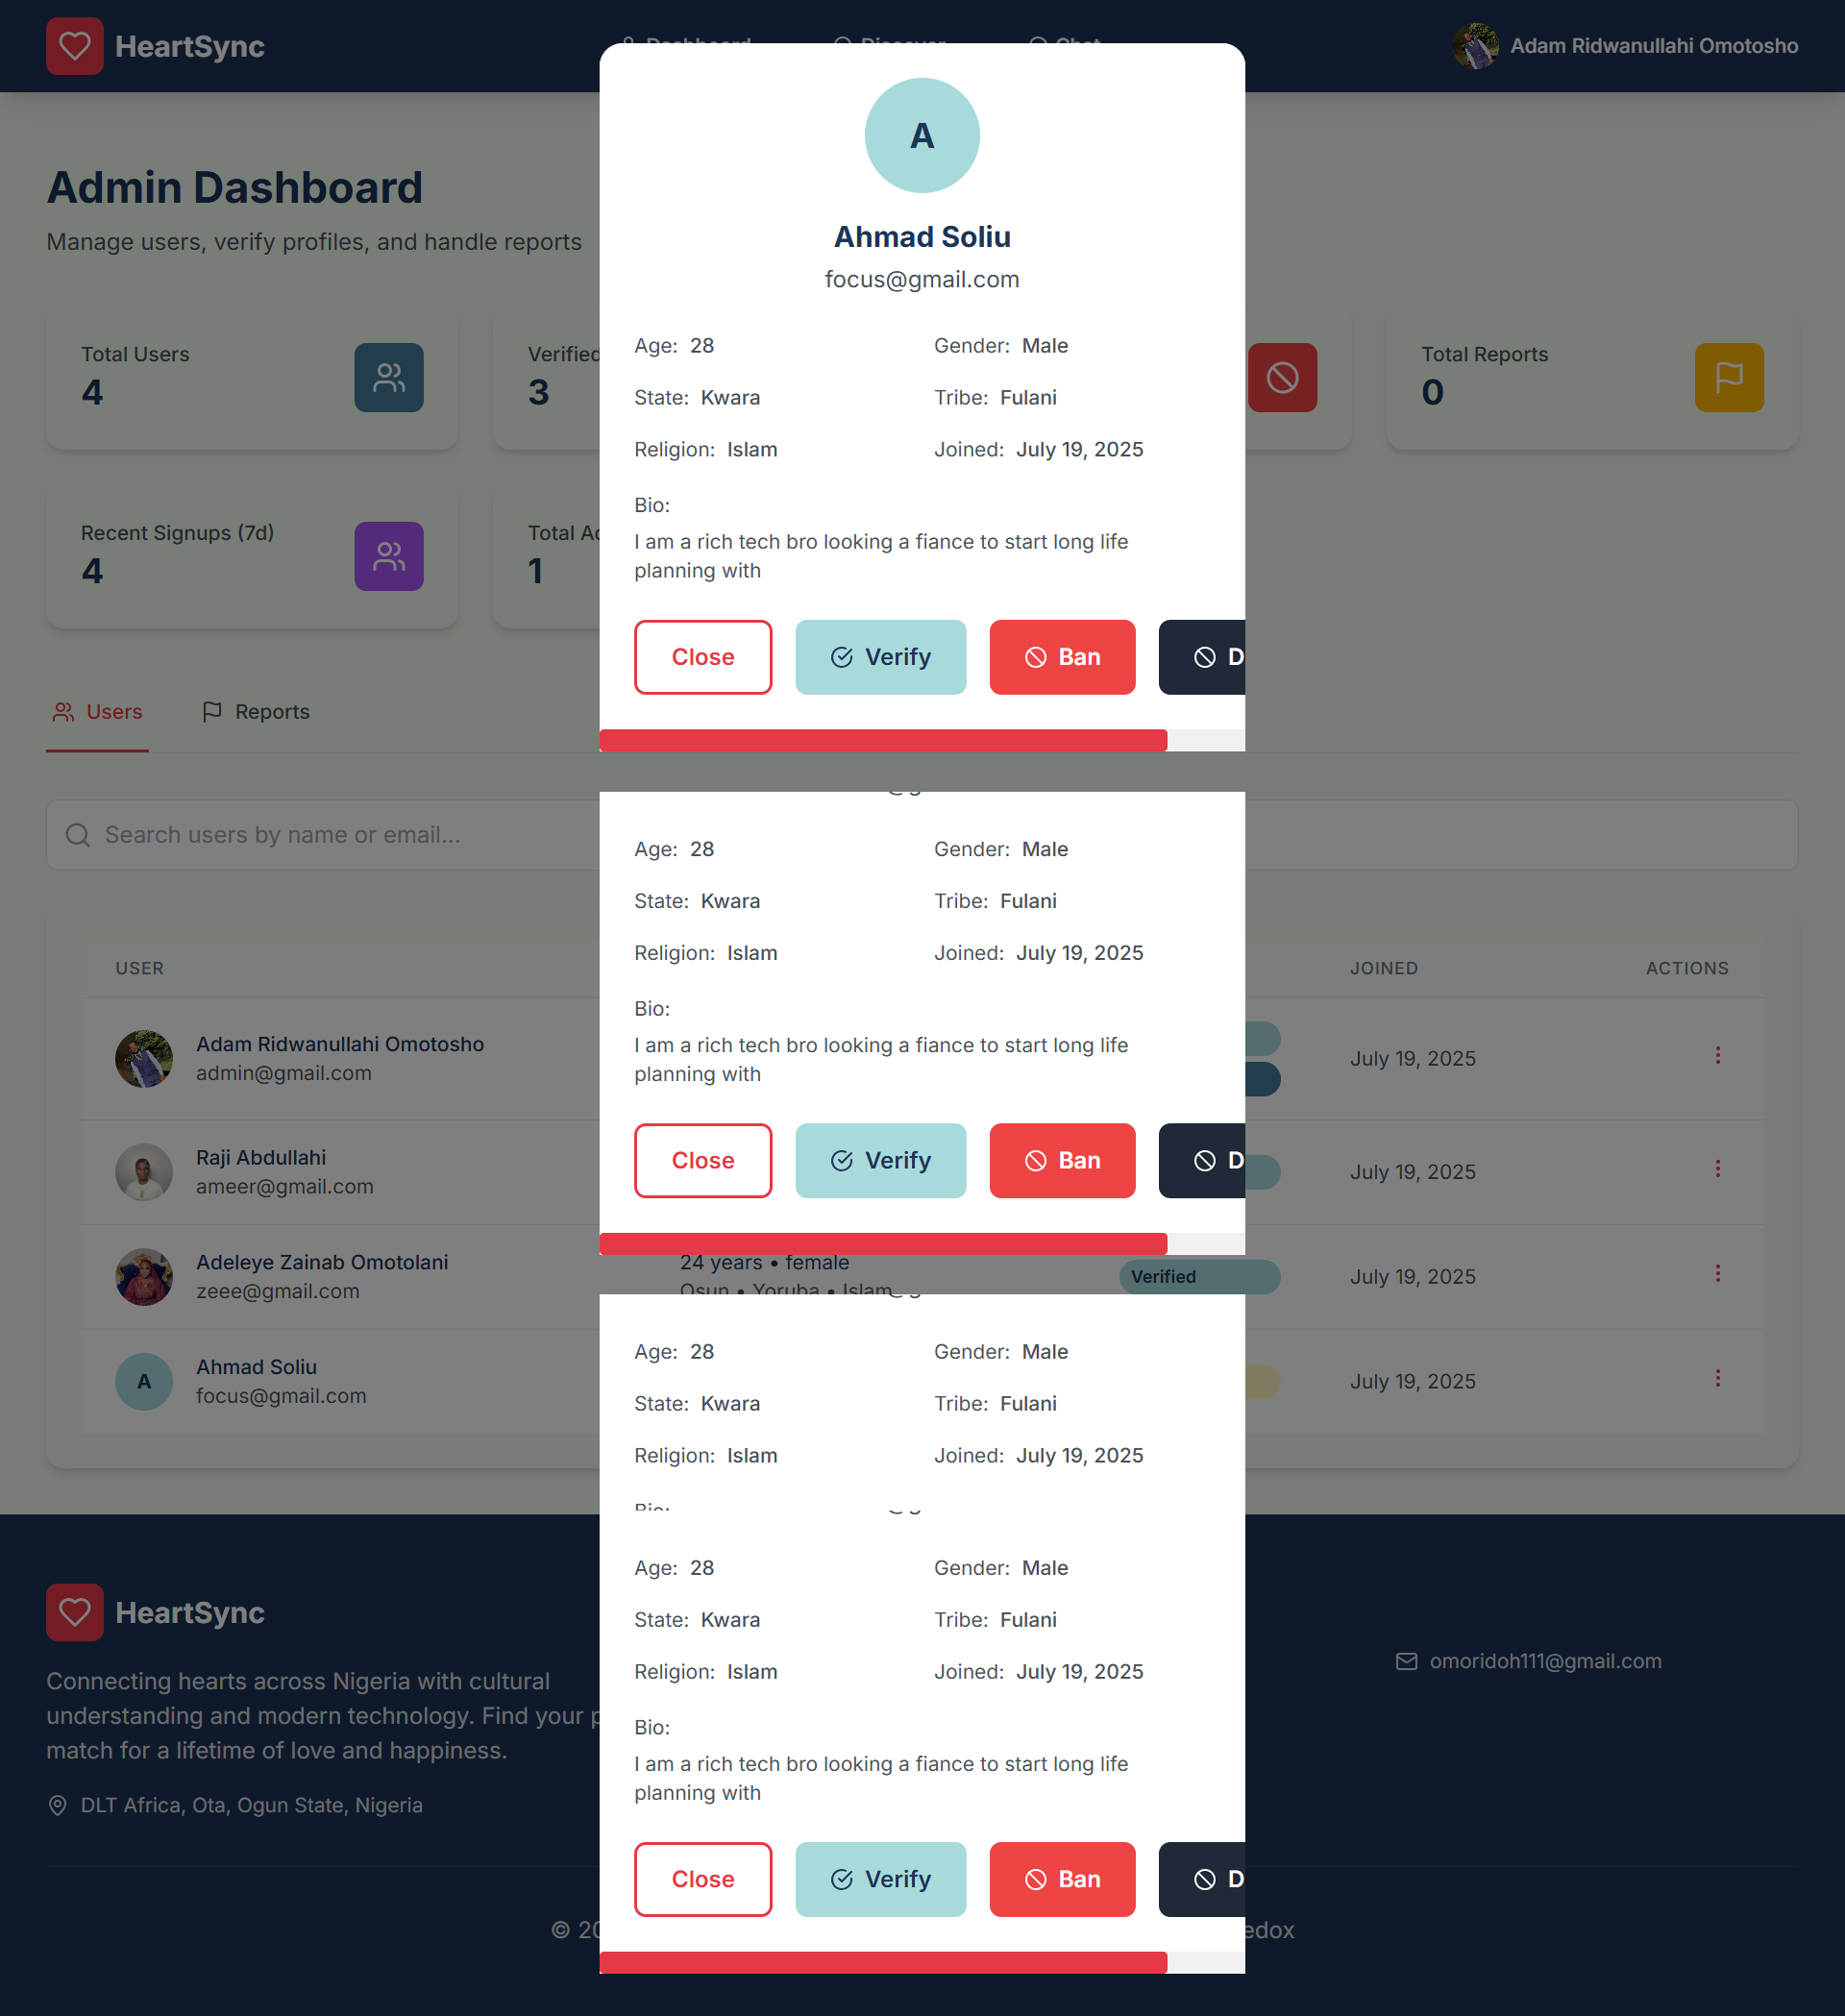 HeartSync
Dashboard
Discover
Chat
Adam Ridwanullahi Omotosho
Admin Dashboard
Manage users, verify profiles, and handle reports
Total Users
4
Verified
3
Total Reports
0
Recent Signups (7d)
4
1
Users
Reports
Search users by name or email...
A
Ahmad Soliu
focus@gmail.com
Age: 28
Gender: Male
State: Kwara
Tribe: Fulani
Religion: Islam
Joined: July 19, 2025
Bio:
I am a rich tech bro looking a fiance to start long life
planning with
Close
Verify
Ban
D
USER
JOINED
ACTIONS
Adam Ridwanullahi Omotosho
admin@gmail.com
July 19, 2025
Raji Abdullahi
ameer@gmail.com
July 19, 2025
Adeleye Zainab Omotolani
zeee@gmail.com
24 years • female
Osun • Yoruba • Islam
Verified
July 19, 2025
A
Ahmad Soliu
focus@gmail.com
July 19, 2025
Age: 28
Gender: Male
State: Kwara
Tribe: Fulani
Religion: Islam
Joined: July 19, 2025
Bio:
I am a rich tech bro looking a fiance to start long life
planning with
Close
Verify
Ban
D
Age: 28
Gender: Male
State: Kwara
Tribe: Fulani
Religion: Islam
Joined: July 19, 2025
Bio:
Age: 28
Gender: Male
State: Kwara
Tribe: Fulani
Religion: Islam
Joined: July 19, 2025
Bio:
I am a rich tech bro looking a fiance to start long life
planning with
Close
Verify
Ban
D
HeartSync
Connecting hearts across Nigeria with cultural
understanding and modern technology. Find your
match for a lifetime of love and happiness.
DLT Africa, Ota, Ogun State, Nigeria
omoridoh111@gmail.com
©
edox